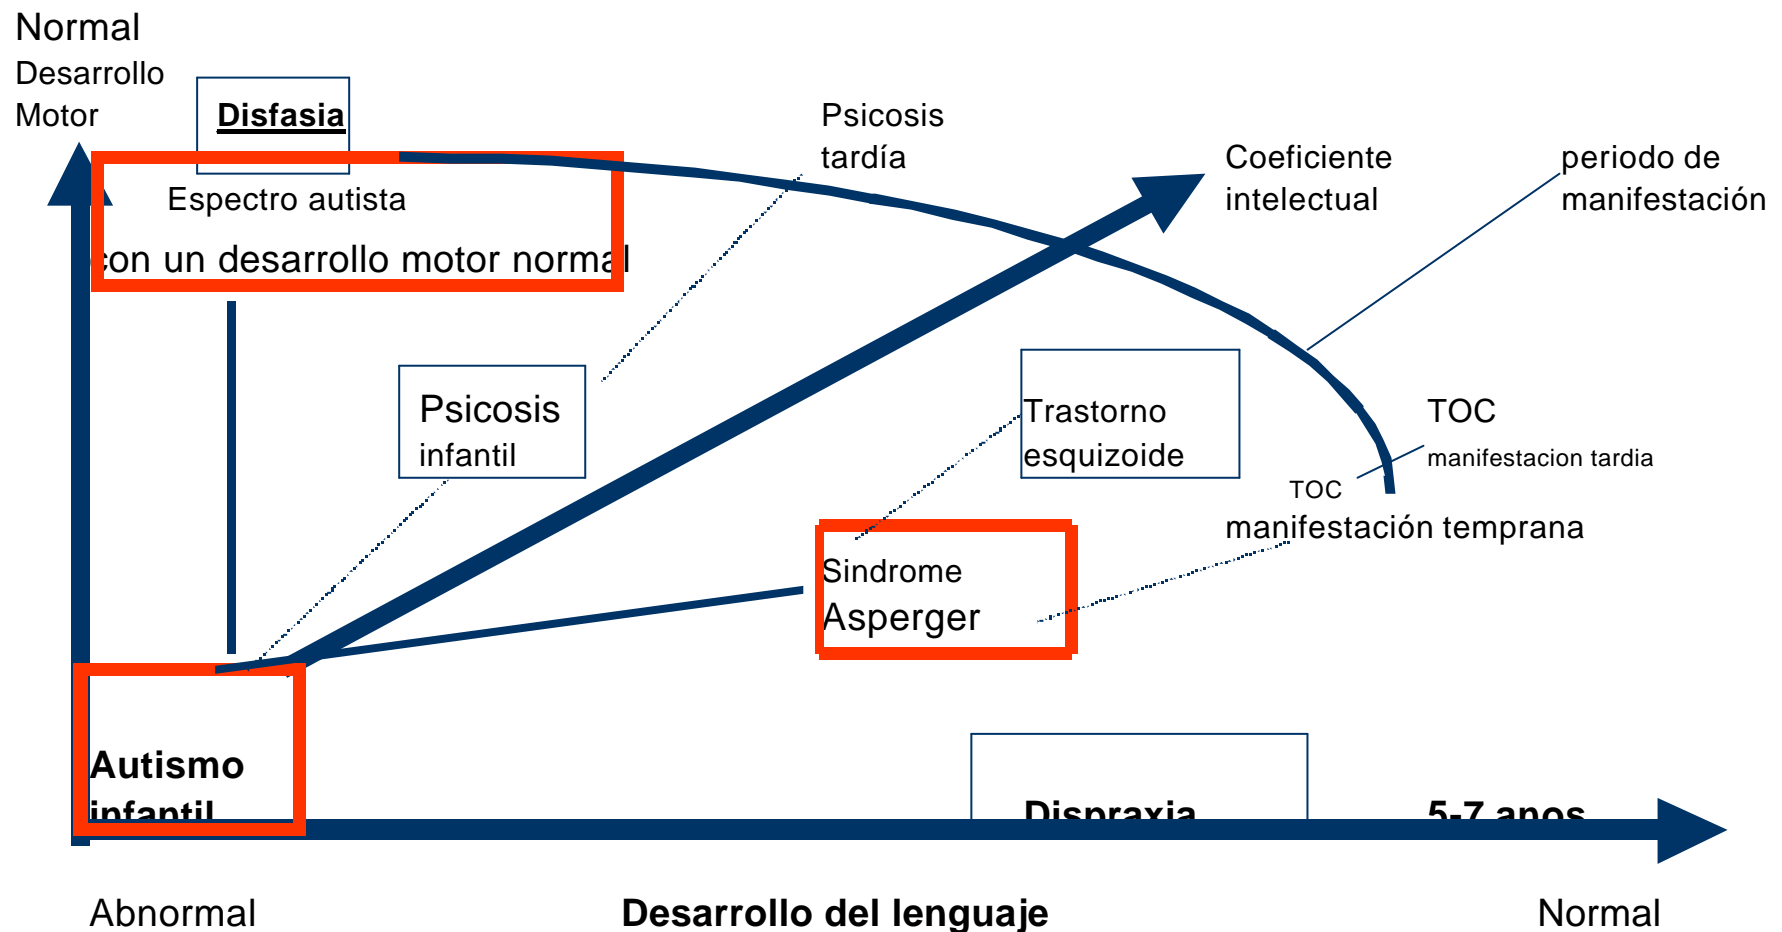 Normal
Desarrollo
Motor
Disfasia
Espectro autista
con un desarrollo motor normal
Psicosis
tardía
Coeficiente
intelectual
periodo de
manifestación
Psicosis
infantil
Trastorno
esquizoide
TOC
manifestacion tardia
TOC
manifestación temprana
Sindrome
Asperger
Autismo
infantil
Dispraxia
5-7 anos
Abnormal
Desarrollo del lenguaje
Normal